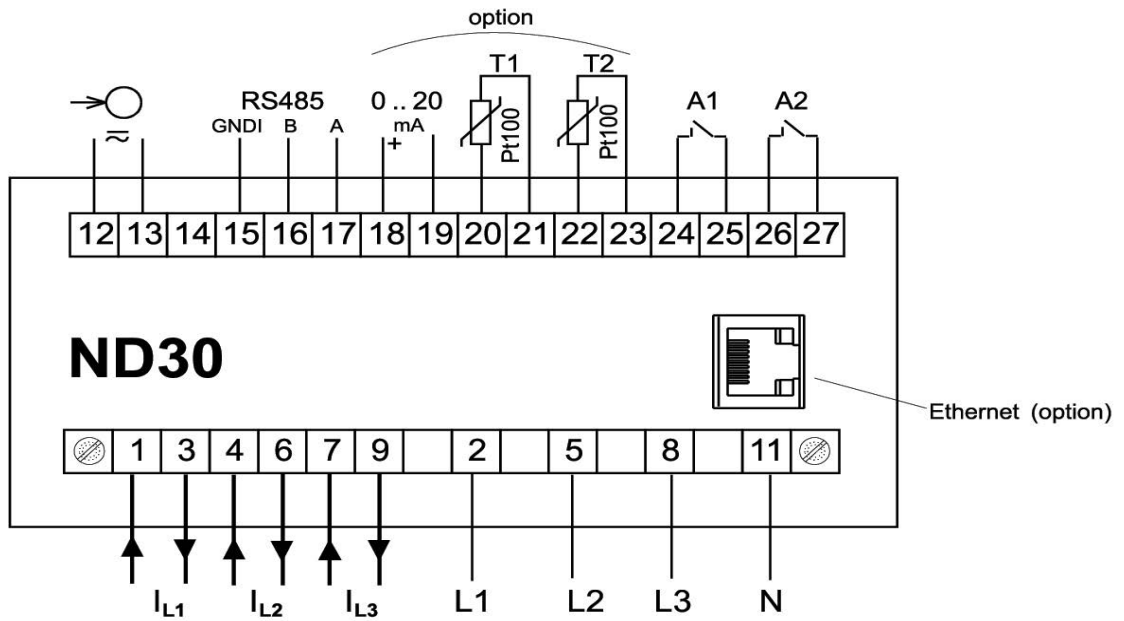 option
T1 T2
RS485 0 .. 20 A1 A2
GNDI B A mA
+
Pt100 Pt100
12 13 14 15 16 17 18 19 20 21 22 23 24 25 26 27
ND30
Ethernet (option)
1 3 4 6 7 9 2 5 8 11
IL1 IL2 IL3 L1 L2 L3 N